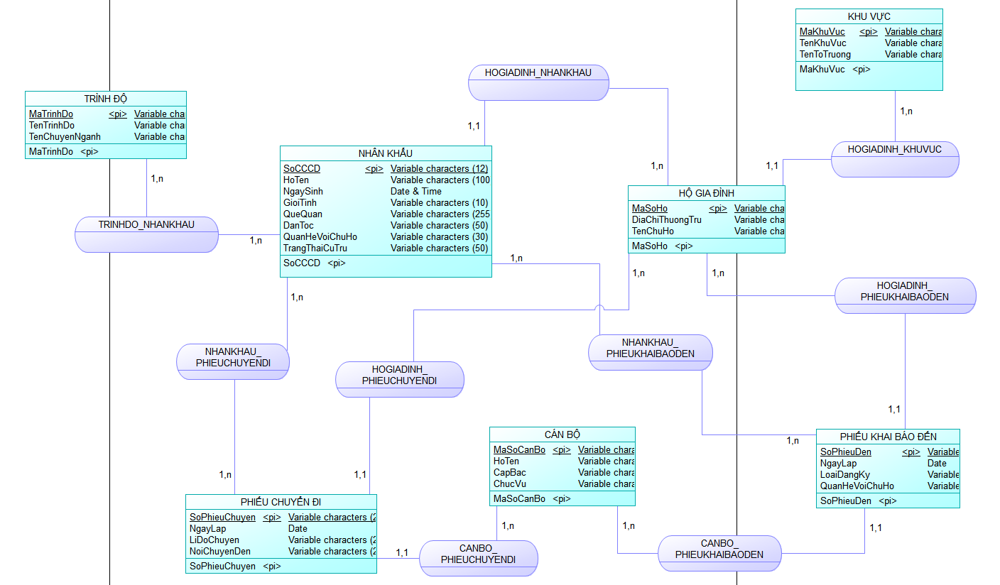 KHU VỰC
MaKhuVuc <pi> Variable chara
TenKhuVuc Variable chara
TenToTruong Variable chara
MaKhuVuc <pi>
HOGIADINH_NHANKHAU
1,n
TRÌNH ĐỘ
MaTrinhDo <pi> Variable cha
TenTrinhDo Variable cha
TenChuyenNganh Variable cha
MaTrinhDo <pi>
1,1
HOGIADINH_KHUVUC
NHÂN KHẨU
SoCCCD <pi> Variable characters (12)
HoTen Variable characters (100
NgaySinh Date & Time
GioiTinh Variable characters (10)
QueQuan Variable characters (255
DanToc Variable characters (50)
QuanHeVoiChuHo Variable characters (30)
TrangThaiCuTru Variable characters (50)
SoCCCD <pi>
1,n
1,1
1,n
HỘ GIA ĐÌNH
MaSoHo <pi> Variable cha
DiaChiThuongTru Variable cha
TenChuHo Variable cha
MaSoHo <pi>
TRINHDO_NHANKHAU
1,n
1,n
1,n
1,n
1,n
HOGIADINH_
PHIEUKHAIBAODEN
NHANKHAU_
PHIEUKHAIBAODEN
NHANKHAU_
PHIEUCHUYENDI
HOGIADINH_
PHIEUCHUYENDI
1,1
CÁN BỘ
MaSoCanBo <pi> Variable chara
HoTen Variable chara
CapBac Variable chara
ChucVu Variable chara
MaSoCanBo <pi>
1,n
PHIẾU KHAI BÁO ĐẾN
SoPhieuDen <pi> Variable
NgayLap Date
LoaiDangKy Variable
QuanHeVoiChuHo Variable
SoPhieuDen <pi>
1,n
1,1
PHIẾU CHUYỂN ĐI
SoPhieuChuyen <pi> Variable characters (2
NgayLap Date
LiDoChuyen Variable characters (2
NoiChuyenDen Variable characters (2
SoPhieuChuyen <pi>
1,n
1,n
1,1
1,1
CANBO_
PHIEUCHUYENDI
CANBO_
PHIEUKHAIBAODEN